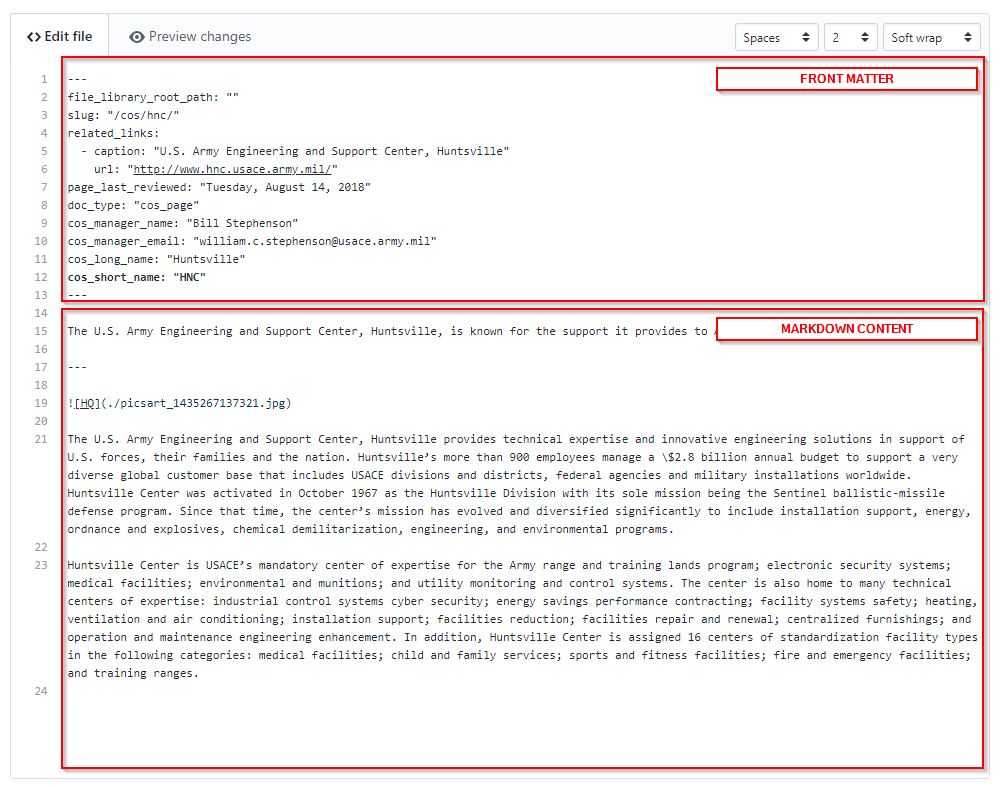 Edit file
Preview changes
Spaces
2
Soft wrap
FRONT MATTER
1 ---
2 file_library_root_path: ""
3 slug: "/cos/hnc/"
4 related_links:
5   - caption: "U.S. Army Engineering and Support Center, Huntsville"
6     url: "http://www.hnc.usace.army.mil/"
7 page_last_reviewed: "Tuesday, August 14, 2018"
8 doc_type: "cos_page"
9 cos_manager_name: "Bill Stephenson"
10 cos_manager_email: "william.c.stephenson@usace.army.mil"
11 cos_long_name: "Huntsville"
12 cos_short_name: "HNC"
13 ---
14
MARKDOWN CONTENT
15 The U.S. Army Engineering and Support Center, Huntsville, is known for the support it provides to
16
17 ---
18
19 ![HQ](./picsart_1435267137321.jpg)
20
21 The U.S. Army Engineering and Support Center, Huntsville provides technical expertise and innovative engineering solutions in support of
U.S. forces, their families and the nation. Huntsville’s more than 900 employees manage a \$2.8 billion annual budget to support a very
diverse global customer base that includes USACE divisions and districts, federal agencies and military installations worldwide.
Huntsville Center was activated in October 1967 as the Huntsville Division with its sole mission being the Sentinel ballistic-missile
defense program. Since that time, the center’s mission has evolved and diversified significantly to include installation support, energy,
ordnance and explosives, chemical demilitarization, engineering, and environmental programs.
22
23 Huntsville Center is USACE’s mandatory center of expertise for the Army range and training lands program; electronic security systems;
medical facilities; environmental and munitions; and utility monitoring and control systems. The center is also home to many technical
centers of expertise: industrial control systems cyber security; energy savings performance contracting; facility systems safety; heating,
ventilation and air conditioning; installation support; facilities reduction; facilities repair and renewal; centralized furnishings; and
operation and maintenance engineering enhancement. In addition, Huntsville Center is assigned 16 centers of standardization facility types
in the following categories: medical facilities; child and family services; sports and fitness facilities; fire and emergency facilities;
and training ranges.
24